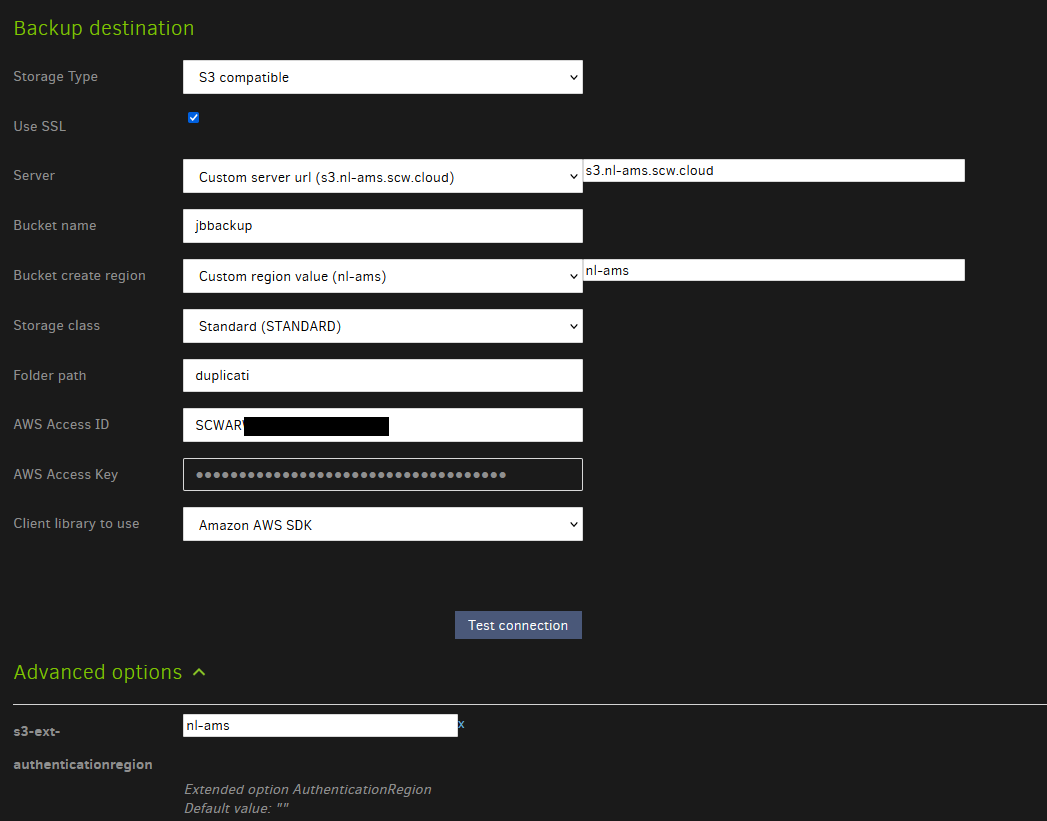 Backup destination
Storage Type S3 compatible
Use SSL
Server Custom server url (s3.nl-ams.scw.cloud) s3.nl-ams.scw.cloud
Bucket name jbbackup
Bucket create region Custom region value (nl-ams) nl-ams
Storage class Standard (STANDARD)
Folder path duplicati
AWS Access ID SCWAR
AWS Access Key ••••••••••••••••••••••••••••••••••••
Client library to use Amazon AWS SDK
Test connection
Advanced options
s3-ext- nl-ams x
authenticationregion
Extended option AuthenticationRegion
Default value: ""